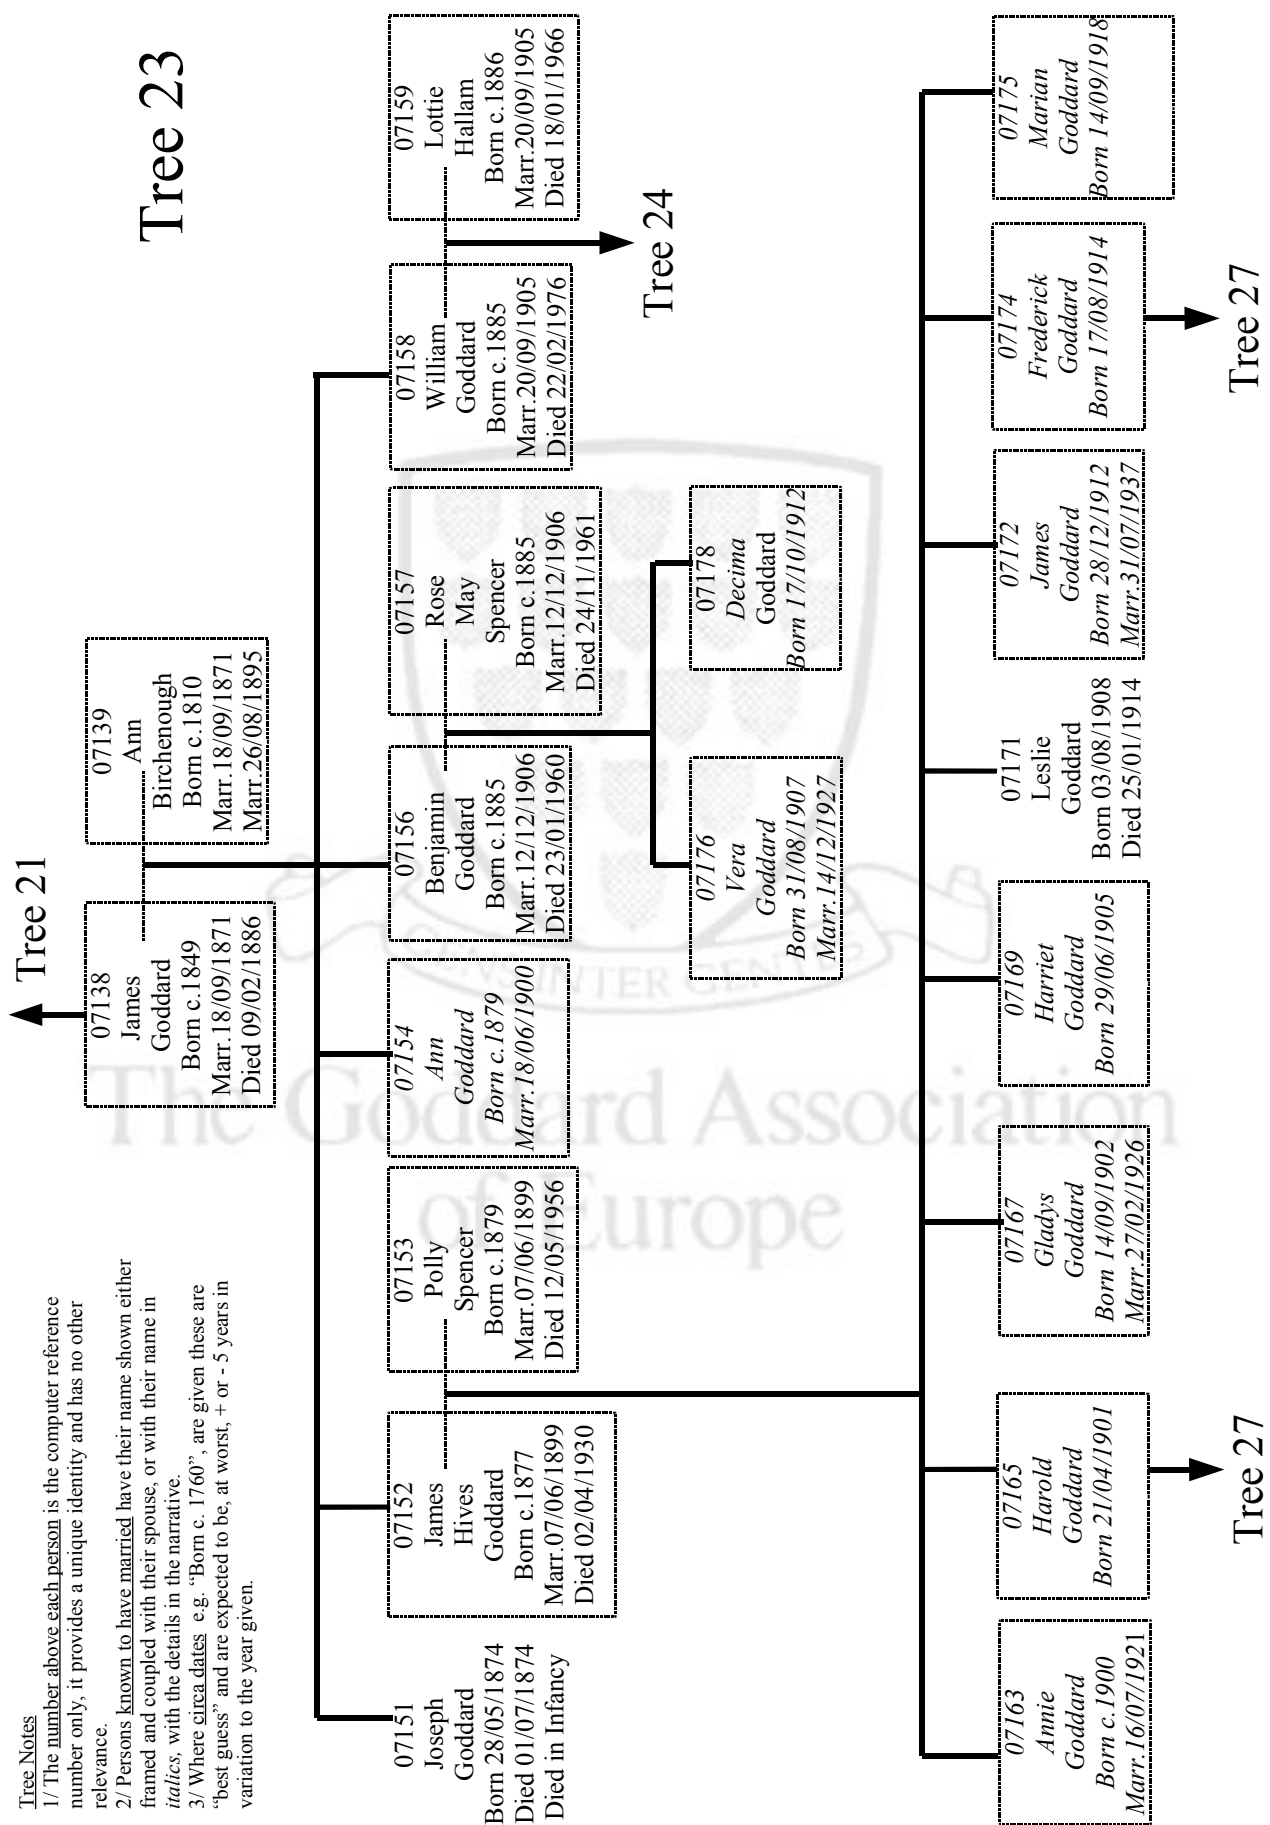 Tree 23
Tree Notes
1/ The number above each person is the computer reference
number only, it provides a unique identity and has no other
relevance.
2/ Persons known to have married have their name shown either
framed and coupled with their spouse, or with their name in
italics, with the details in the narrative.
3/ Where circa dates e.g. “Born c. 1760”, are given these are
“best guess” and are expected to be, at worst, + or - 5 years in
variation to the year given.
Tree 21
07138
James
Goddard
Born c.1849
Marr.18/09/1871
Died 09/02/1886
07139
Ann
Birchenough
Born c.1810
Marr.18/09/1871
Marr.26/08/1895
07151
Joseph
Goddard
Born 28/05/1874
Died 01/07/1874
Died in Infancy
07152
James
Hives
Goddard
Born c.1877
Marr.07/06/1899
Died 02/04/1930
07153
Polly
Spencer
Born c.1879
Marr.07/06/1899
Died 12/05/1956
07154
Ann
Goddard
Born c.1879
Marr.18/06/1900
07156
Benjamin
Goddard
Born c.1885
Marr.12/12/1906
Died 23/01/1960
07157
Rose
May
Spencer
Born c.1885
Marr.12/12/1906
Died 24/11/1961
07158
William
Goddard
Born c.1885
Marr.20/09/1905
Died 22/02/1976
07159
Lottie
Hallam
Born c.1886
Marr.20/09/1905
Died 18/01/1966
Tree 24
07176
Vera
Goddard
Born 31/08/1907
Marr.14/12/1927
07178
Decima
Goddard
Born 17/10/1912
07163
Annie
Goddard
Born c.1900
Marr.16/07/1921
07165
Harold
Goddard
Born 21/04/1901
07167
Gladys
Goddard
Born 14/09/1902
Marr.27/02/1926
07169
Harriet
Goddard
Born 29/06/1905
07171
Leslie
Goddard
Born 03/08/1908
Died 25/01/1914
07172
James
Goddard
Born 28/12/1912
Marr.31/07/1937
07174
Frederick
Goddard
Born 17/08/1914
07175
Marian
Goddard
Born 14/09/1918
Tree 27
Tree 27
The Goddard Association
of Europe